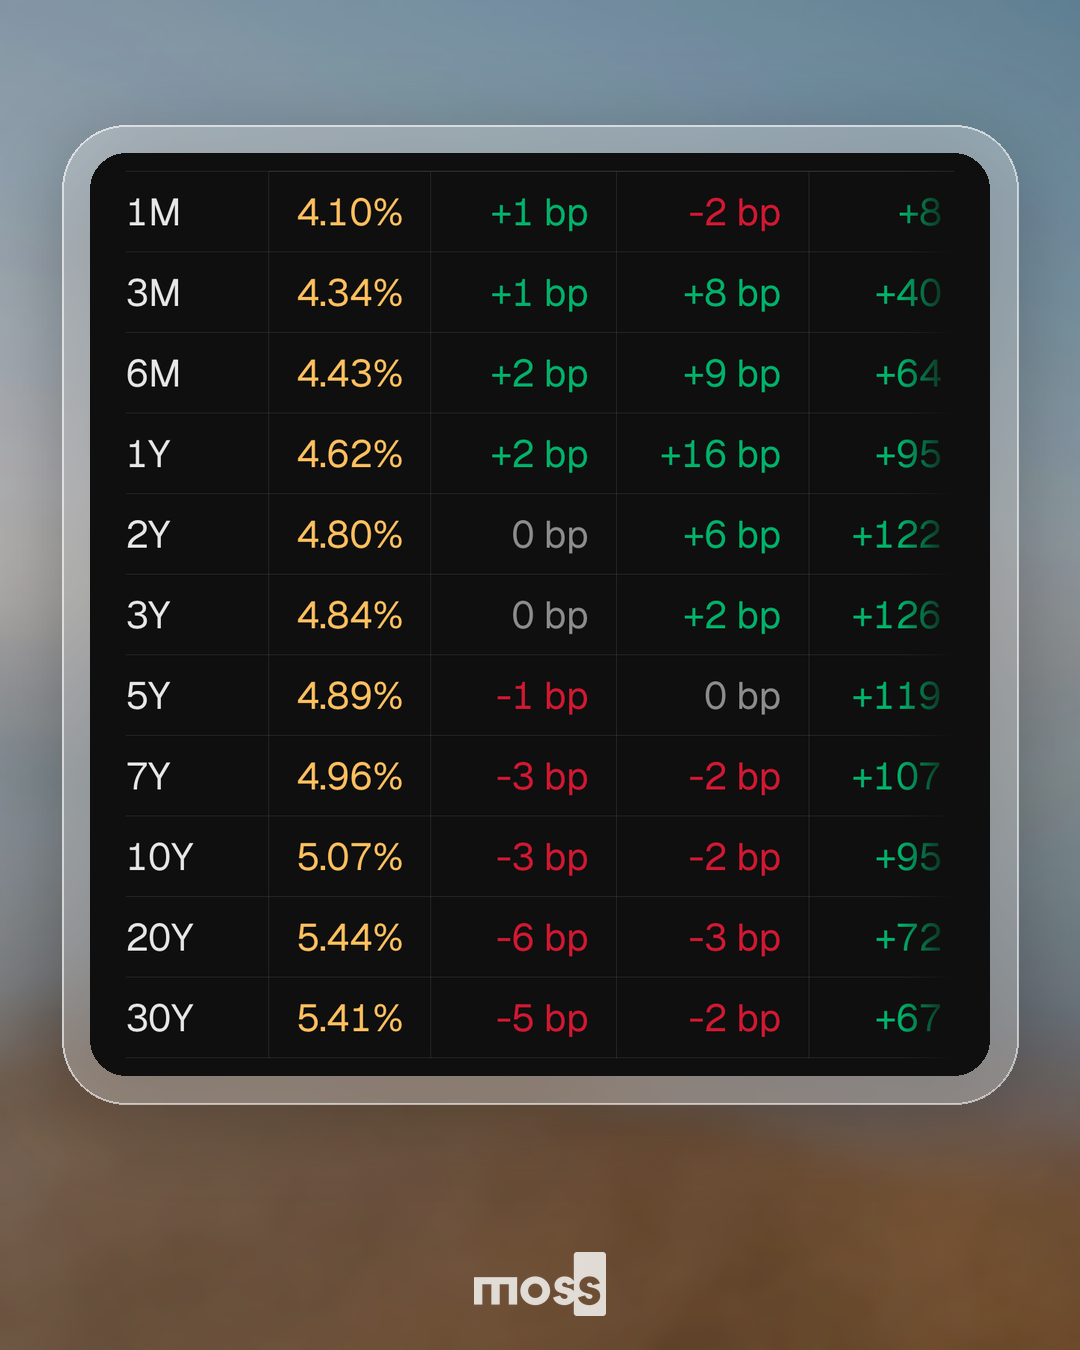 1M 4.10% +1 bp -2 bp +8
3M 4.34% +1 bp +8 bp +40
6M 4.43% +2 bp +9 bp +64
1Y 4.62% +2 bp +16 bp +95
2Y 4.80% 0 bp +6 bp +122
3Y 4.84% 0 bp +2 bp +126
5Y 4.89% -1 bp 0 bp +119
7Y 4.96% -3 bp -2 bp +107
10Y 5.07% -3 bp -2 bp +95
20Y 5.44% -6 bp -3 bp +72
30Y 5.41% -5 bp -2 bp +67
moss